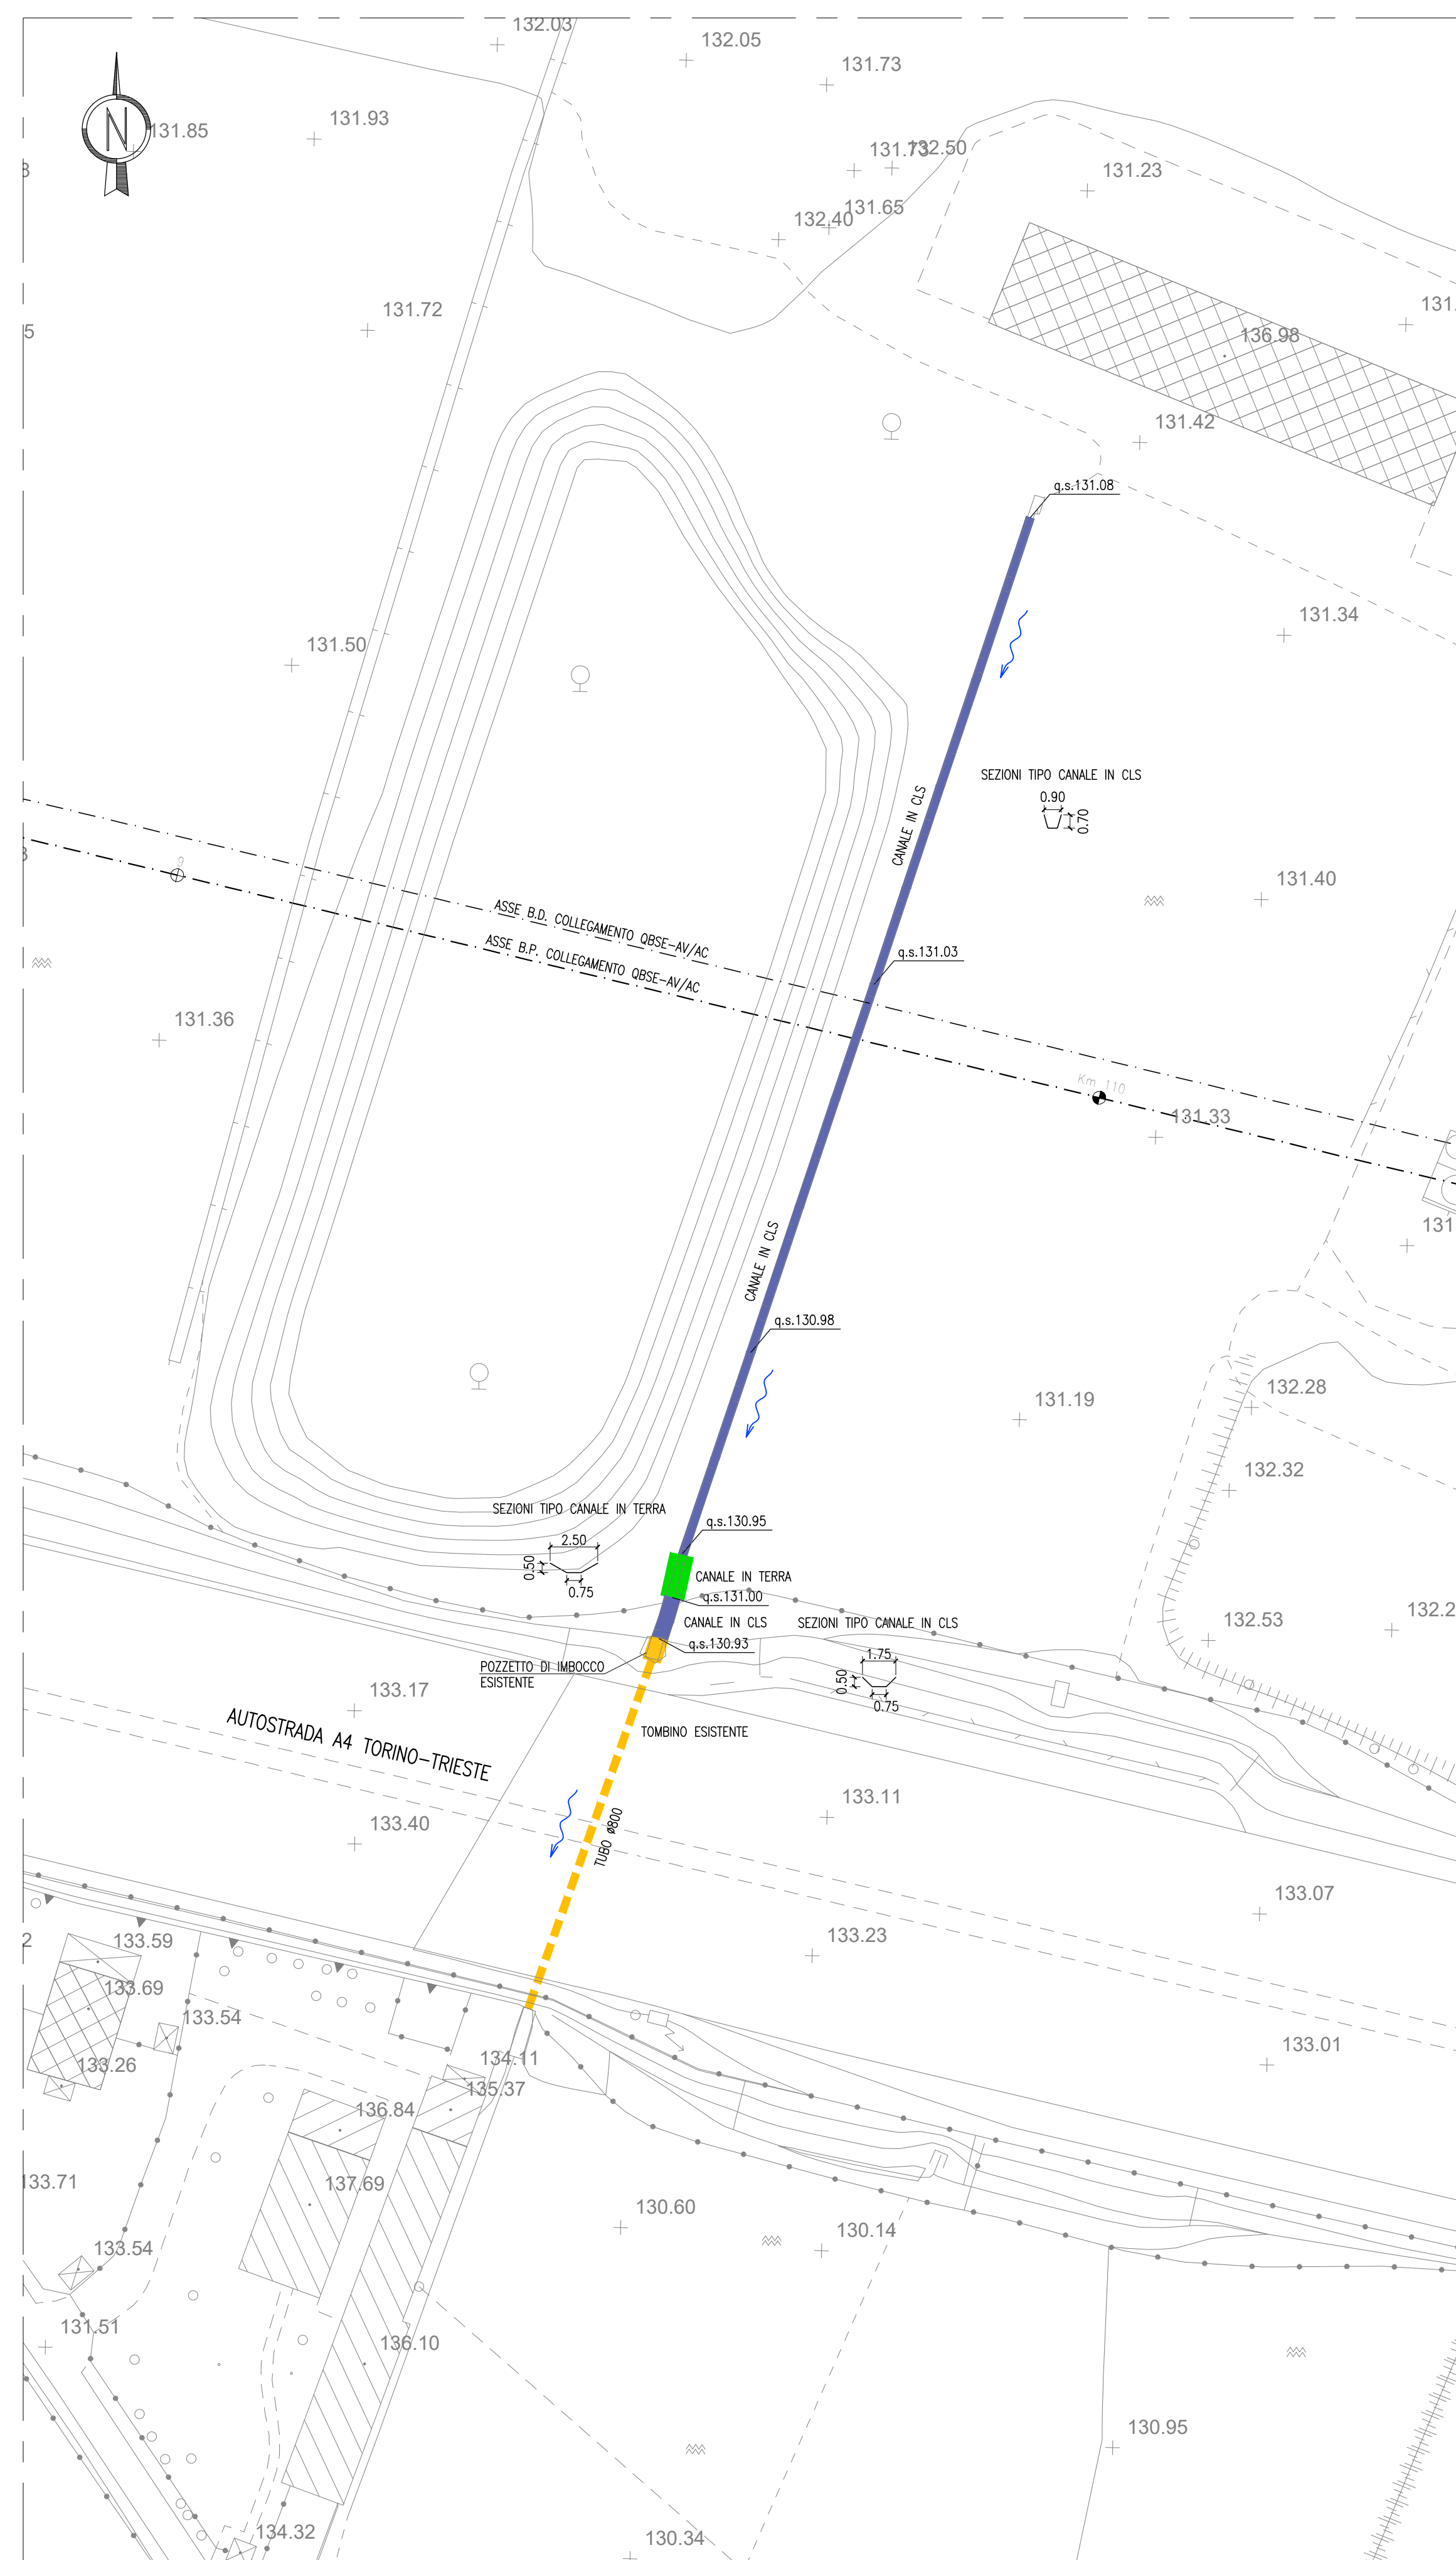 132.03
132.05
131.73
N
131.85
131.93
131.73
132.50
131.23
3
132.40
131.65
131.72
5
131.
136.98
131.42
q.s.131.08
131.34
131.50
SEZIONI TIPO CANALE IN CLS
0.90
0.70
CANALE IN CLS
9
131.40
ASSE B.D. COLLEGAMENTO QBSE-AV/AC
ASSE B.P. COLLEGAMENTO QBSE-AV/AC
q.s.131.03
131.36
Km 110
131.33
131
CANALE IN CLS
q.s.130.98
131.19
132.28
132.32
SEZIONI TIPO CANALE IN TERRA
q.s.130.95
2.50
0.50
0.75
CANALE IN TERRA
q.s.131.00
CANALE IN CLS
SEZIONI TIPO CANALE IN CLS
132.53
132.2
q.s.130.93
1.75
0.50
0.75
POZZETTO DI IMBOCCO
ESISTENTE
133.17
AUTOSTRADA A4 TORINO-TRIESTE
TOMBINO ESISTENTE
133.11
133.40
TUBO ø800
133.07
2
133.59
133.23
133.69
133.54
133.26
134.11
133.01
135.37
136.84
133.71
137.69
130.60
130.14
133.54
131.51
136.10
130.95
134.32
130.34